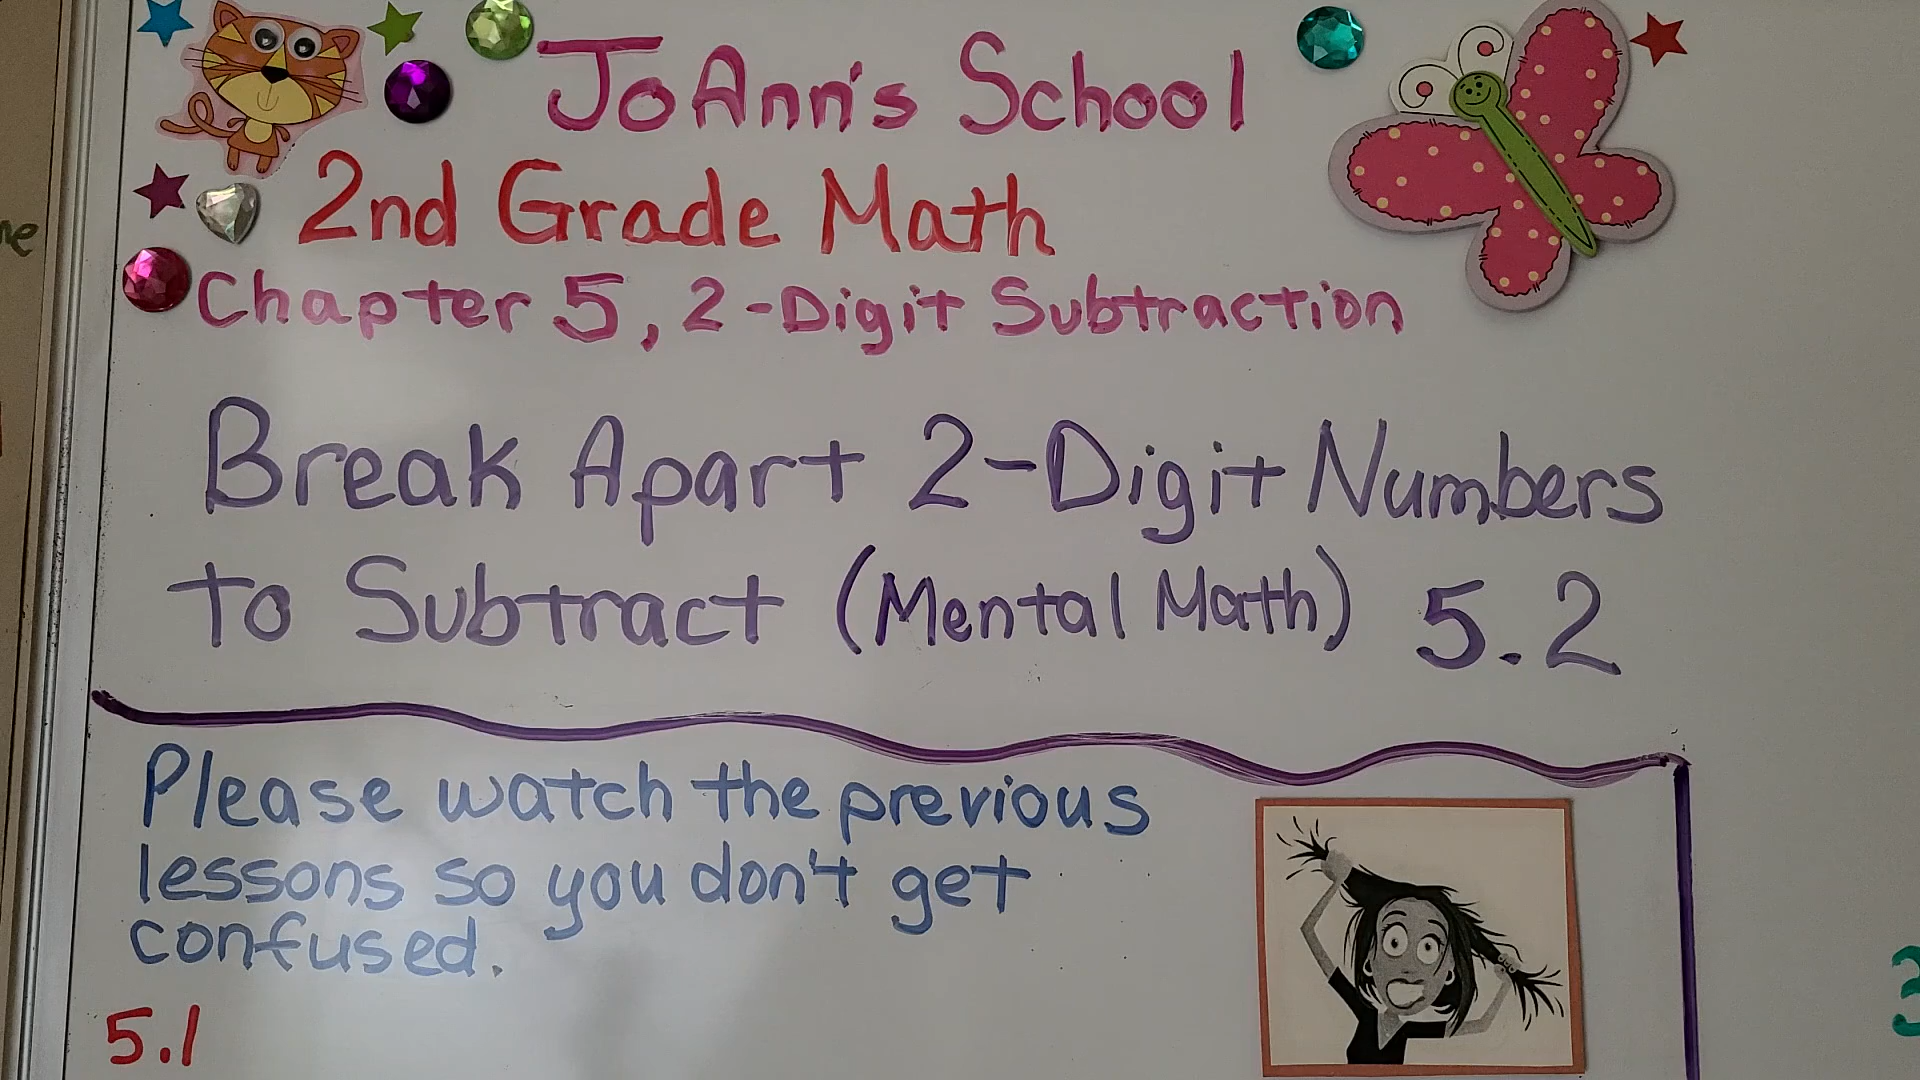 JoAnn's School
2nd Grade Math
Chapter 5, 2-Digit Subtraction
Break Apart 2-Digit Numbers
to Subtract (Mental Math) 5.2
Please watch the previous
lessons so you don't get
confused.
5.1